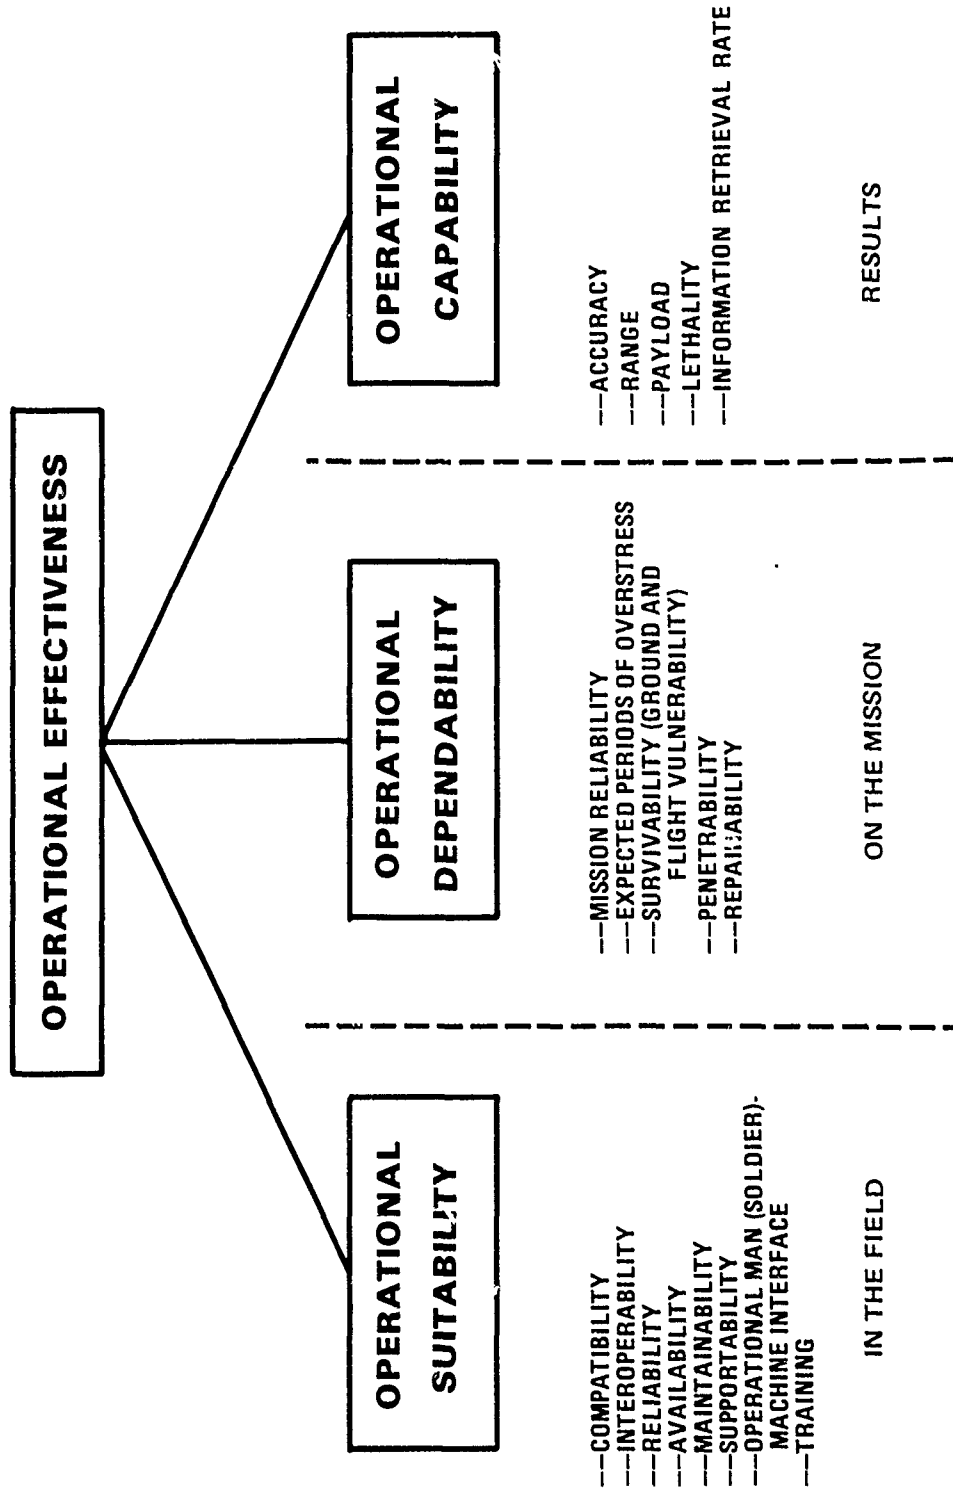 OPERATIONAL EFFECTIVENESS
OPERATIONAL
SUITABILITY
---COMPATIBILITY
---INTEROPERABILITY
---RELIABILITY
---AVAILABILITY
---MAINTAINABILITY
---SUPPORTABILITY
---OPERATIONAL MAN (SOLDIER)-
MACHINE INTERFACE
---TRAINING
IN THE FIELD
OPERATIONAL
DEPENDABILITY
---MISSION RELIABILITY
---EXPECTED PERIODS OF OVERSTRESS
---SURVIVABILITY (GROUND AND
FLIGHT VULNERABILITY)
---PENETRABILITY
---REPAIRABILITY
ON THE MISSION
OPERATIONAL
CAPABILITY
---ACCURACY
---RANGE
---PAYLOAD
---LETHALITY
---INFORMATION RETRIEVAL RATE
RESULTS